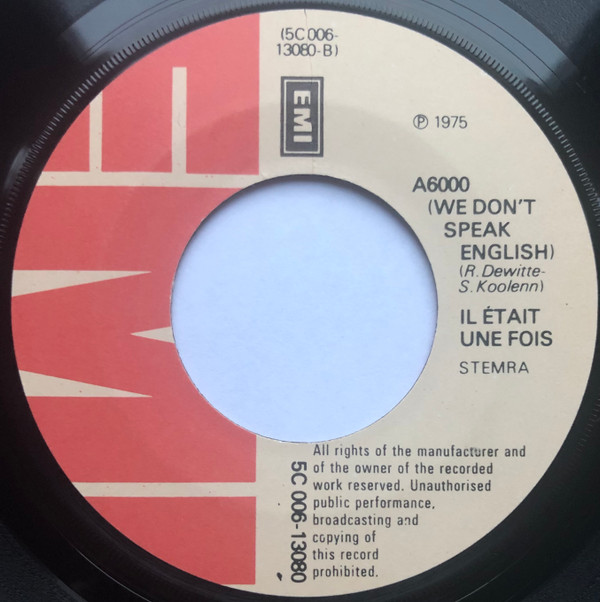 (5C 006-
13080-B)
EMI
EMI
Ⓟ 1975
A6000
(WE DON'T
SPEAK
ENGLISH)
(R. Dewitte-
S. Koolenn)
IL ÉTAIT
UNE FOIS
STEMRA
All rights of the manufacturer and
of the owner of the recorded
work reserved. Unauthorised
public performance,
broadcasting and
copying of
this record
prohibited.
5C 006-13080